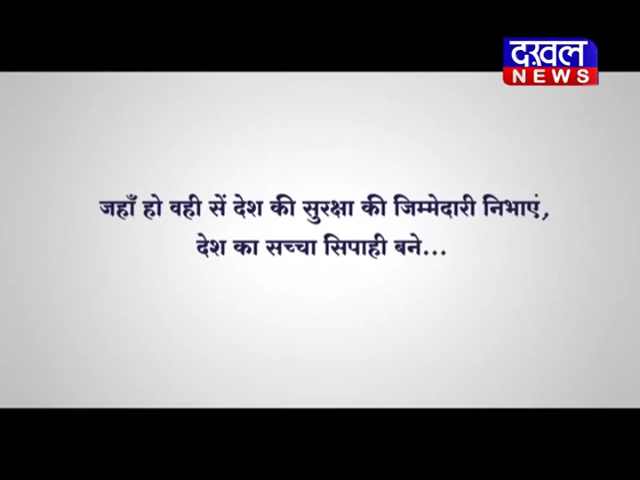 दख़ल
NEWS
जहाँ हो वही सें देश की सुरक्षा की जिम्मेदारी निभाएं,
देश का सच्चा सिपाही बने...